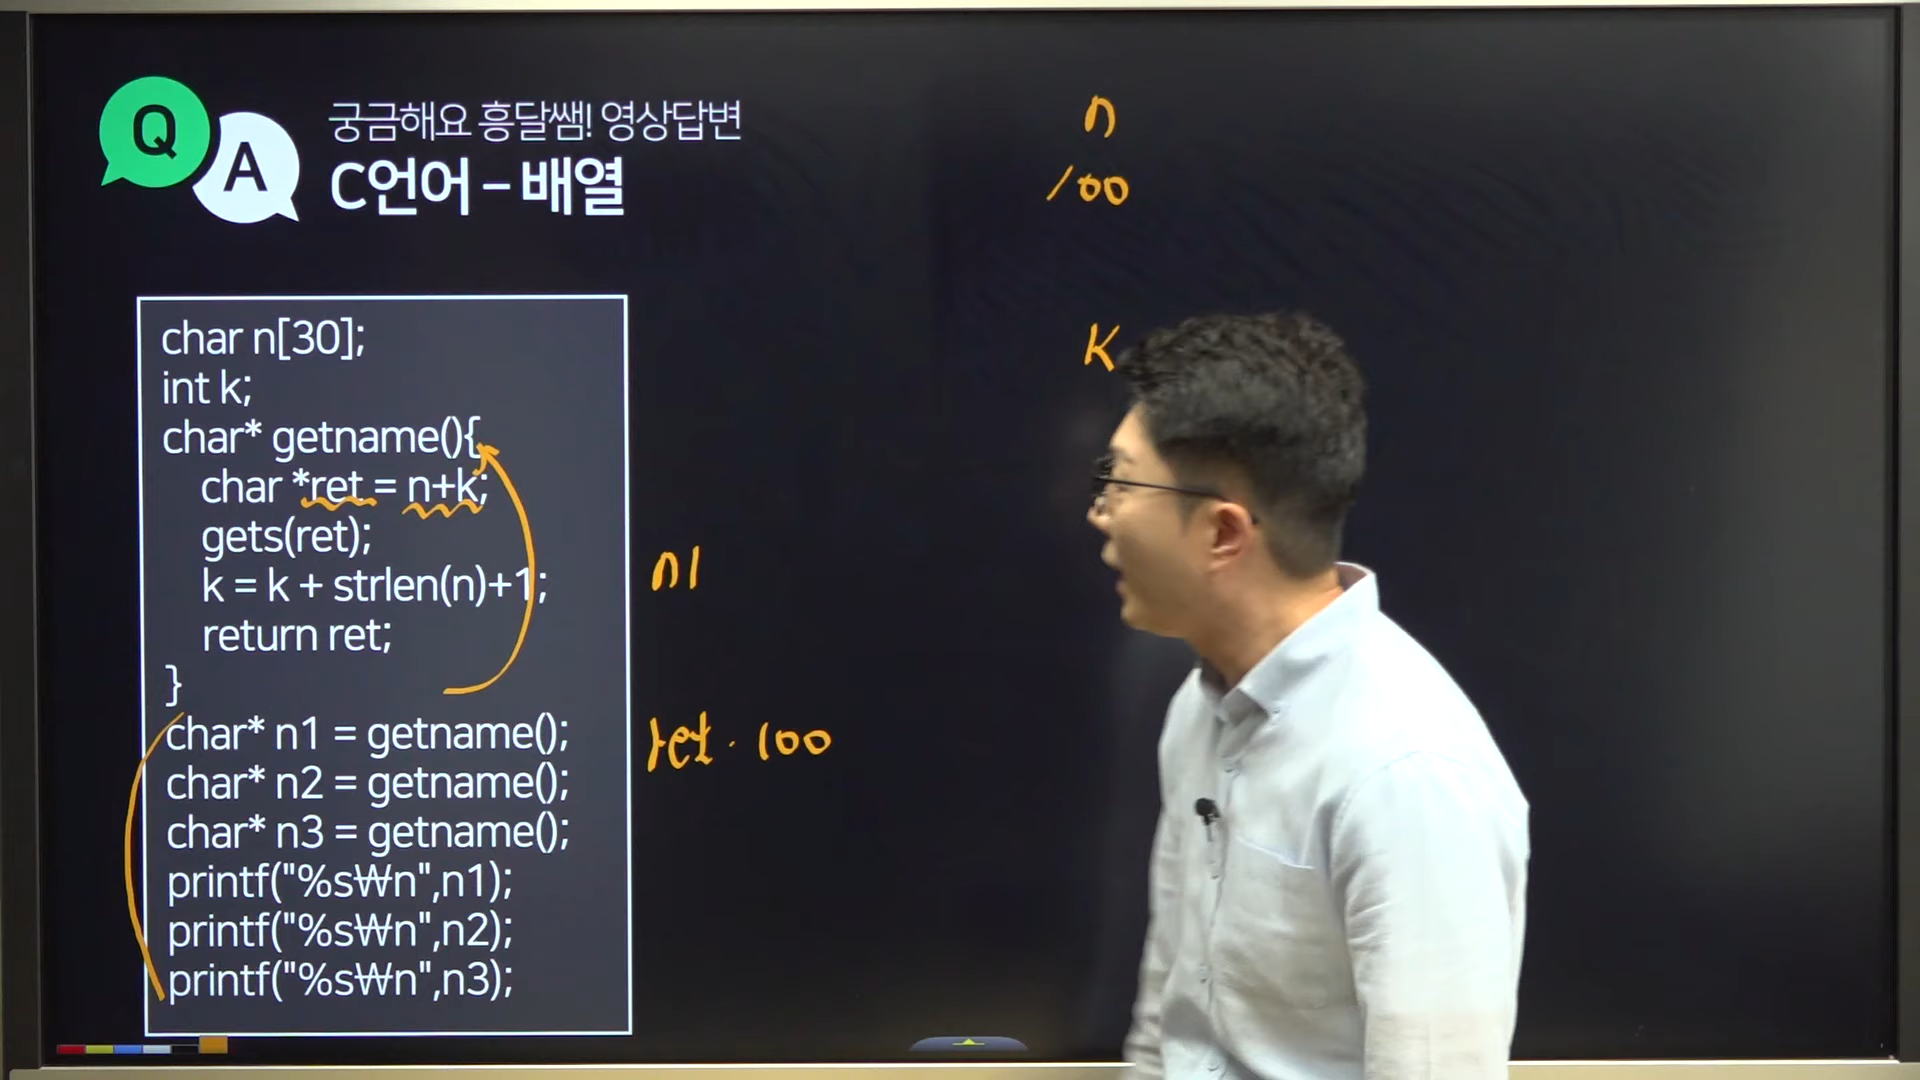 Q
A
궁금해요 흥달쌤! 영상답변
C언어 – 배열
char n[30];
int k;
char* getname(){
char *ret = n+k;
gets(ret);
k = k + strlen(n)+1;
return ret;
}
char* n1 = getname();
char* n2 = getname();
char* n3 = getname();
printf("%s₩n",n1);
printf("%s₩n",n2);
printf("%s₩n",n3);
n1
ret · 100
n
100
K